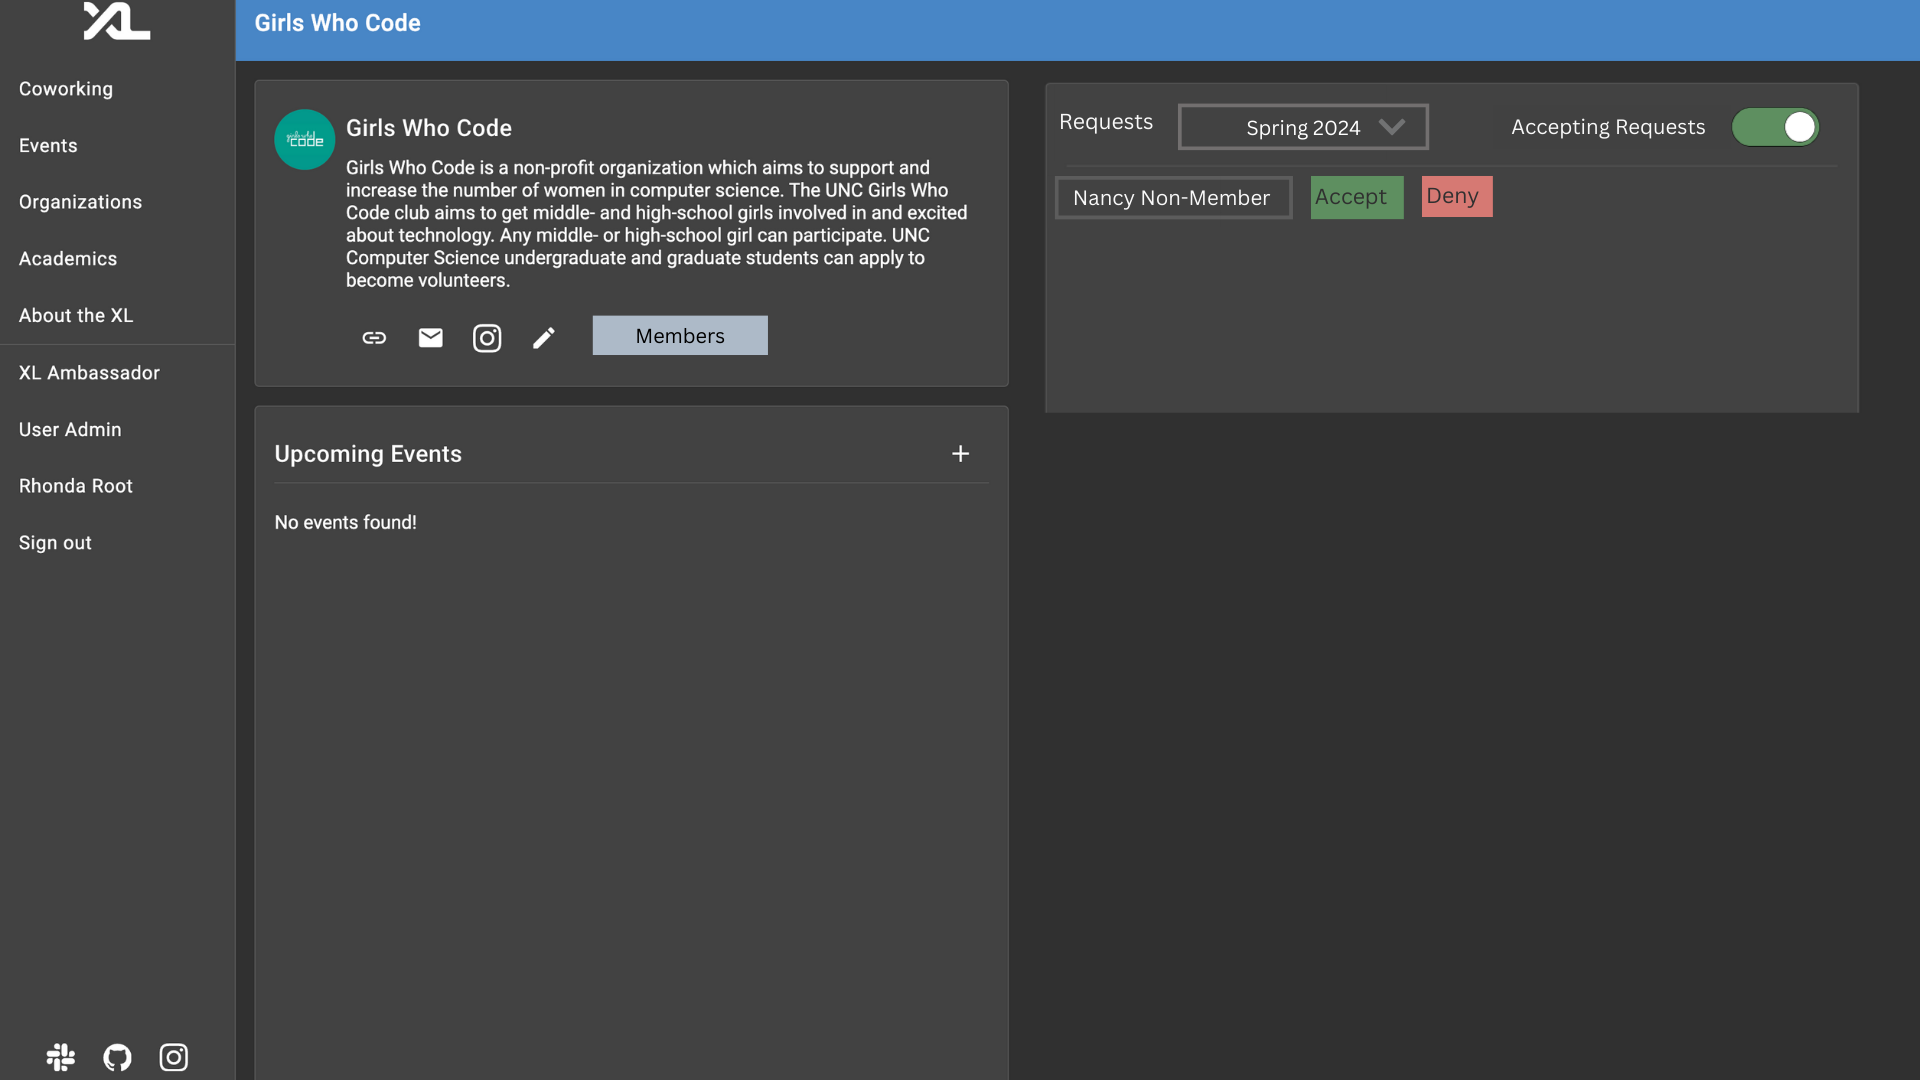 XL
Coworking
Events
Organizations
Academics
About the XL
XL Ambassador
User Admin
Rhonda Root
Sign out
Girls Who Code
code
Girls Who Code
Girls Who Code is a non-profit organization which aims to support and
increase the number of women in computer science. The UNC Girls Who
Code club aims to get middle- and high-school girls involved in and excited
about technology. Any middle- or high-school girl can participate. UNC
Computer Science undergraduate and graduate students can apply to
become volunteers.
Members
Upcoming Events
No events found!
Requests
Spring 2024
Accepting Requests
Nancy Non-Member
Accept
Deny